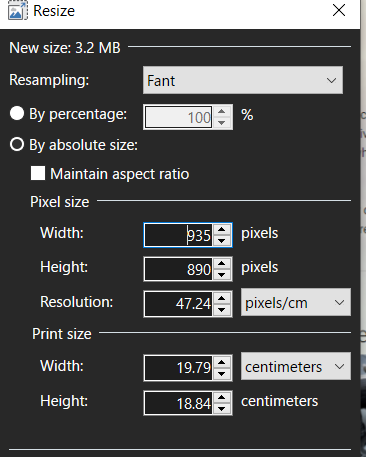 Resize
New size: 3.2 MB
Resampling: Fant
By percentage: 100 %
By absolute size:
Maintain aspect ratio
Pixel size
Width: 935 pixels
Height: 890 pixels
Resolution: 47.24 pixels/cm
Print size
Width: 19.79 centimeters
Height: 18.84 centimeters